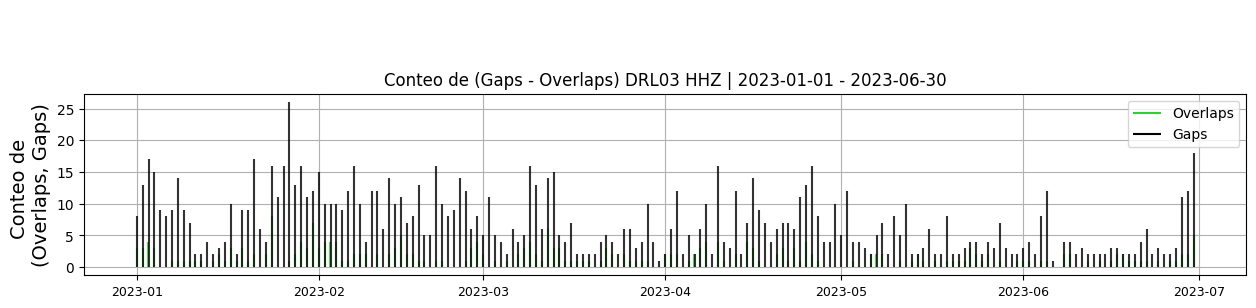 Conteo de (Gaps - Overlaps) DRL03 HHZ | 2023-01-01 - 2023-06-30
Conteo de
(Overlaps, Gaps)
25
20
15
10
5
0
Overlaps
Gaps
2023-01
2023-02
2023-03
2023-04
2023-05
2023-06
2023-07